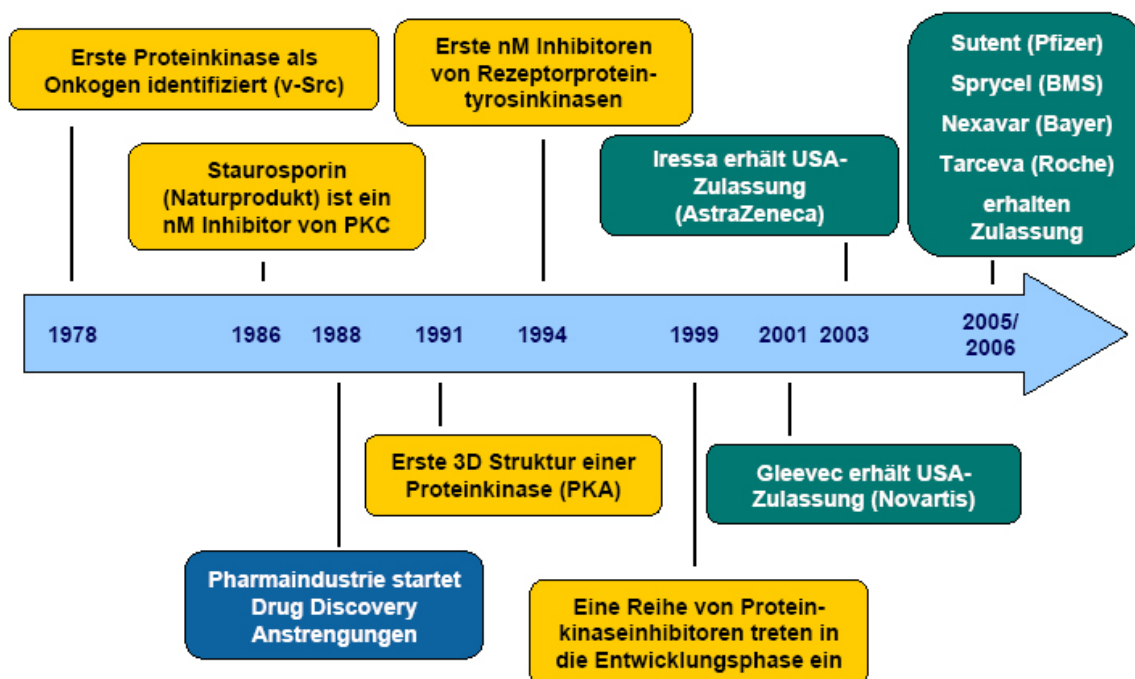 Erste Proteinkinase als
Onkogen identifiziert (v-Src)
Staurosporin
(Naturprodukt) ist ein
nM Inhibitor von PKC
Erste nM Inhibitoren
von Rezeptorprotein-
tyrosinkinasen
Iressa erhält USA-
Zulassung
(AstraZeneca)
Sutent (Pfizer)
Sprycel (BMS)
Nexavar (Bayer)
Tarceva (Roche)
erhalten
Zulassung
1978
1986
1988
1991
1994
1999
2001
2003
2005/
2006
Erste 3D Struktur einer
Proteinkinase (PKA)
Gleevec erhält USA-
Zulassung (Novartis)
Pharmaindustrie startet
Drug Discovery
Anstrengungen
Eine Reihe von Protein-
kinaseinhibitoren treten in
die Entwicklungsphase ein